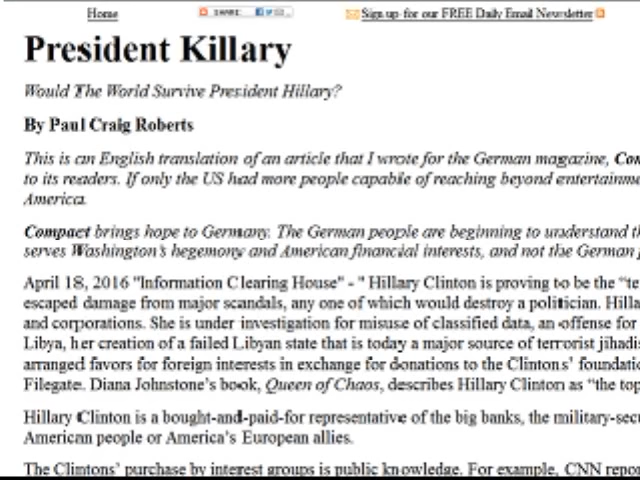 Home SHARE Sign up for our FREE Daily Email Newsletter
President Killary
Would The World Survive President Hillary?
By Paul Craig Roberts
This is an English translation of an article that I wrote for the German magazine,
to its readers. If only the US had more people capable of reaching beyond
America.
Compact brings hope to Germany. The German people are beginning to understand
serves Washington's hegemony and American financial interests, and not the German
April 18, 2016 "Information Clearing House" - " Hillary Clinton is proving to be the
escaped damage from major scandals, any one of which would destroy a politician.
and corporations. She is under investigation for misuse of classified data, an offense for
Libya, her creation of a failed Libyan state that is today a major source of terrorist
arranged favors for foreign interests in exchange for donations to the Clintons'
Filegate. Diana Johnstone's book, Queen of Chaos, describes Hillary Clinton as “the top
Hillary Clinton is a bought-and-paid-for representative of the big banks, the
American people or America's European allies.
The Clintons' purchase by interest groups is public knowledge. For example, CNN